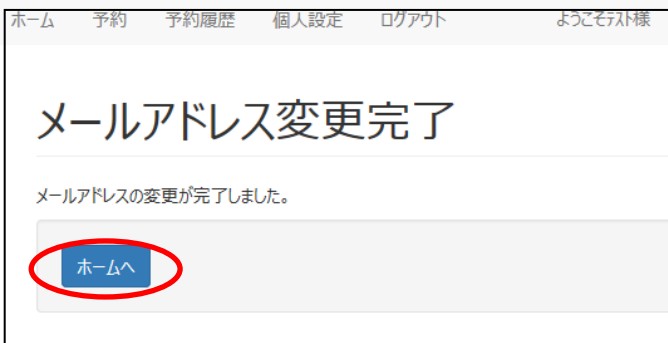 ホーム 予約 予約履歴 個人設定 ログアウト ようこそテスト様
メールアドレス変更完了
メールアドレスの変更が完了しました。
ホームへ